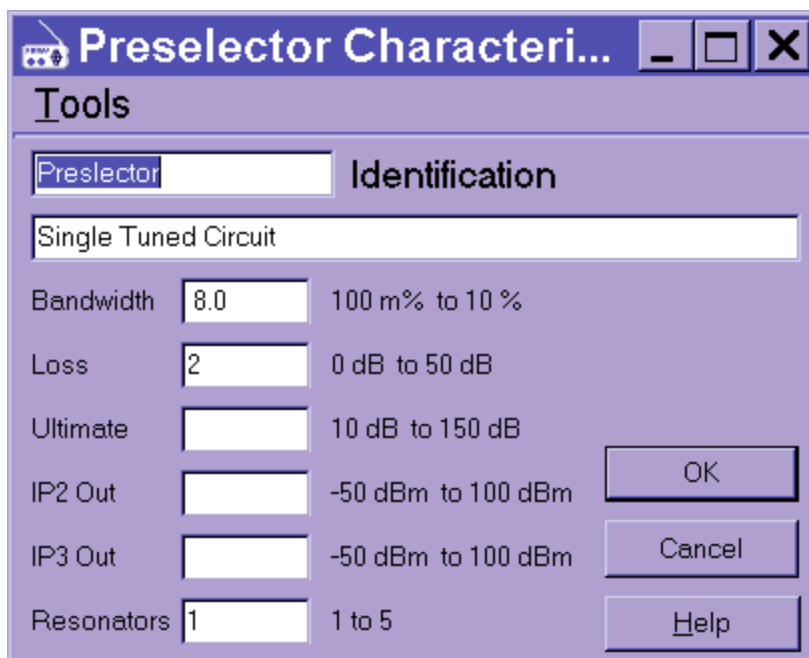 Preselector Characteri...
Tools
Preslector Identification
Single Tuned Circuit
Bandwidth 8.0 100 m% to 10 %
Loss 2 0 dB to 50 dB
Ultimate 10 dB to 150 dB
IP2 Out -50 dBm to 100 dBm
OK
IP3 Out -50 dBm to 100 dBm
Cancel
Resonators 1 1 to 5
Help